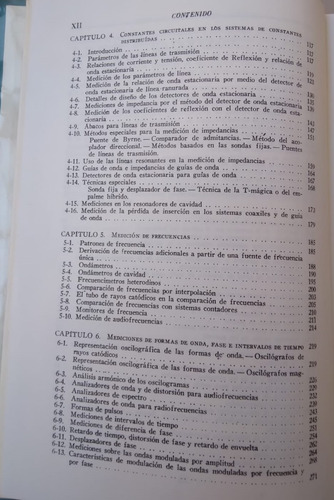 XII
CONTENIDO
CAPÍTULO 4. CONSTANTES CIRCUITALES EN LOS SISTEMAS DE CONSTANTES
DISTRIBUÍDAS
4-1. Introducción
4-2. Parámetros de las líneas de trasmisión
4-3. Relaciones de corriente y tensión, coeficiente de Reflexión y relación de
onda estacionaria
4-4. Medición de los parámetros de línea
4-5. Medición de la relación de onda estacionaria por medio del detector de
onda estacionaria de línea ranurada
4-6. Detalles de diseño de los detectores de onda estacionaria
4-7. Mediciones de impedancia por el método del detector de onda estacionaria
4-8. Medición de los coeficientes de reflexión con el detector de onda esta-
cionaria
4-9. Abacos para líneas de trasmisión
4-10. Métodos especiales para la medición de impedancias
Puente de Byrne. — Comparador de admitancias. — Método del aco-
plador direccional. — Métodos basados en las sondas fijas. — Puentes
de líneas de trasmisión.
4-11. Uso de las líneas resonantes en la medición de impedancias
4-12. Guías de onda e impedancias de guías de onda
4-13. Detectores de onda estacionaria para guías de onda
4-14. Técnicas especiales
Sonda fija y desplazador de fase. — Técnica de la T-mágica o del em-
palme híbrido.
4-15. Mediciones en los resonadores de cavidad
4-16. Medición de la pérdida de inserción en los sistemas coaxiles y de guía
de onda
CAPÍTULO 5. MEDICIÓN DE FRECUENCIAS
5-1. Patrones de frecuencia
5-2. Derivación de frecuencias adicionales a partir de una fuente de frecuencia
única
5-3. Ondámetros
5-4. Ondámetros de cavidad
5-5. Frecuencímetros heterodinos
5-6. Comparación de frecuencias por interpolación
5-7. El tubo de rayos catódicos en la comparación de frecuencias
5-8. Comparación de frecuencias con sistemas contadores
5-9. Monitores de frecuencia
5-10. Medición de audiofrecuencias
CAPÍTULO 6. MEDICIONES DE FORMAS DE ONDA, FASE E INTERVALOS DE TIEMPO 219
6-1. Representación oscilográfica de las formas de onda. — Oscilógrafos de
rayos catódicos
6-2. Representación oscilográfica de las formas de onda. — Oscilógrafos mag-
néticos
6-3. Análisis armónico de los oscilogramas
6-4. Analizadores de onda y de distorsión para audiofrecuencias
6-5. Analizadores de espectro
6-6. Analizadores de onda para radiofrecuencias
6-7. Formas de pulsos
6-8. Mediciones de intervalos de tiempo
6-9. Mediciones de diferencia de fase
6-10. Retardo de tiempo, distorsión de fase y retardo de envuelta
6-11. Desplazadores de fase
6-12. Mediciones sobre las ondas moduladas por amplitud
6-13. Características de modulación de las ondas moduladas por frecuencia y
por fase 271